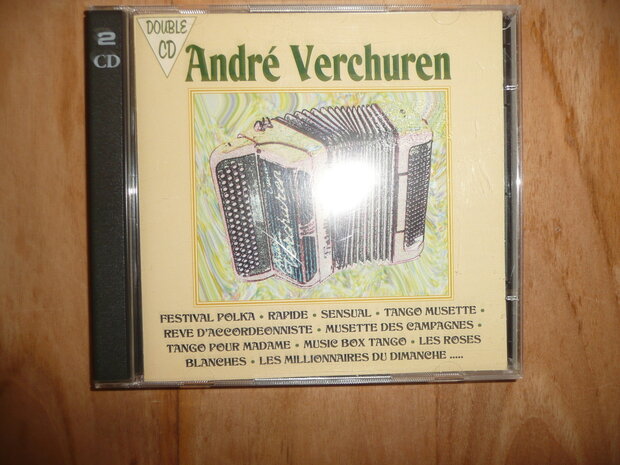 2
CD
DOUBLE
CD
André Verchuren
Verchuren
FESTIVAL POLKA • RAPIDE • SENSUAL • TANGO MUSETTE •
REVE D'ACCORDEONNISTE • MUSETTE DES CAMPAGNES •
TANGO POUR MADAME • MUSIC BOX TANGO • LES ROSES
BLANCHES • LES MILLIONNAIRES DU DIMANCHE .....